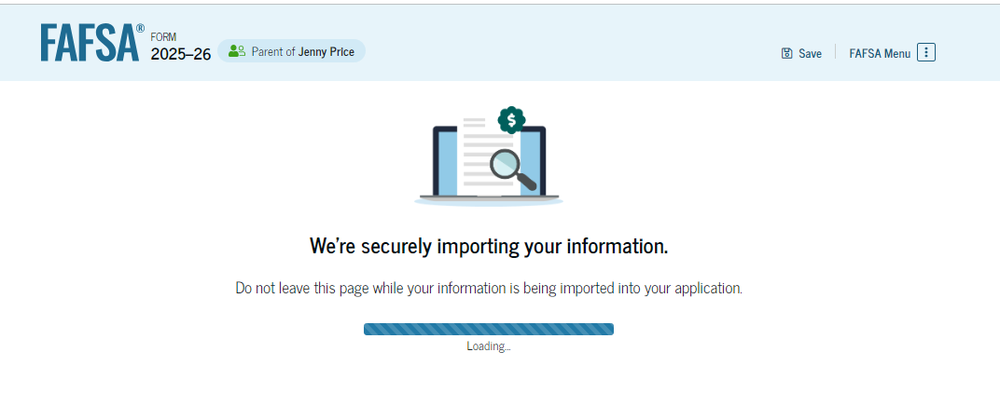 FAFSA®
FORM
2025–26
Parent of Jenny Price
Save
FAFSA Menu
$
We're securely importing your information.
Do not leave this page while your information is being imported into your application.
Loading...